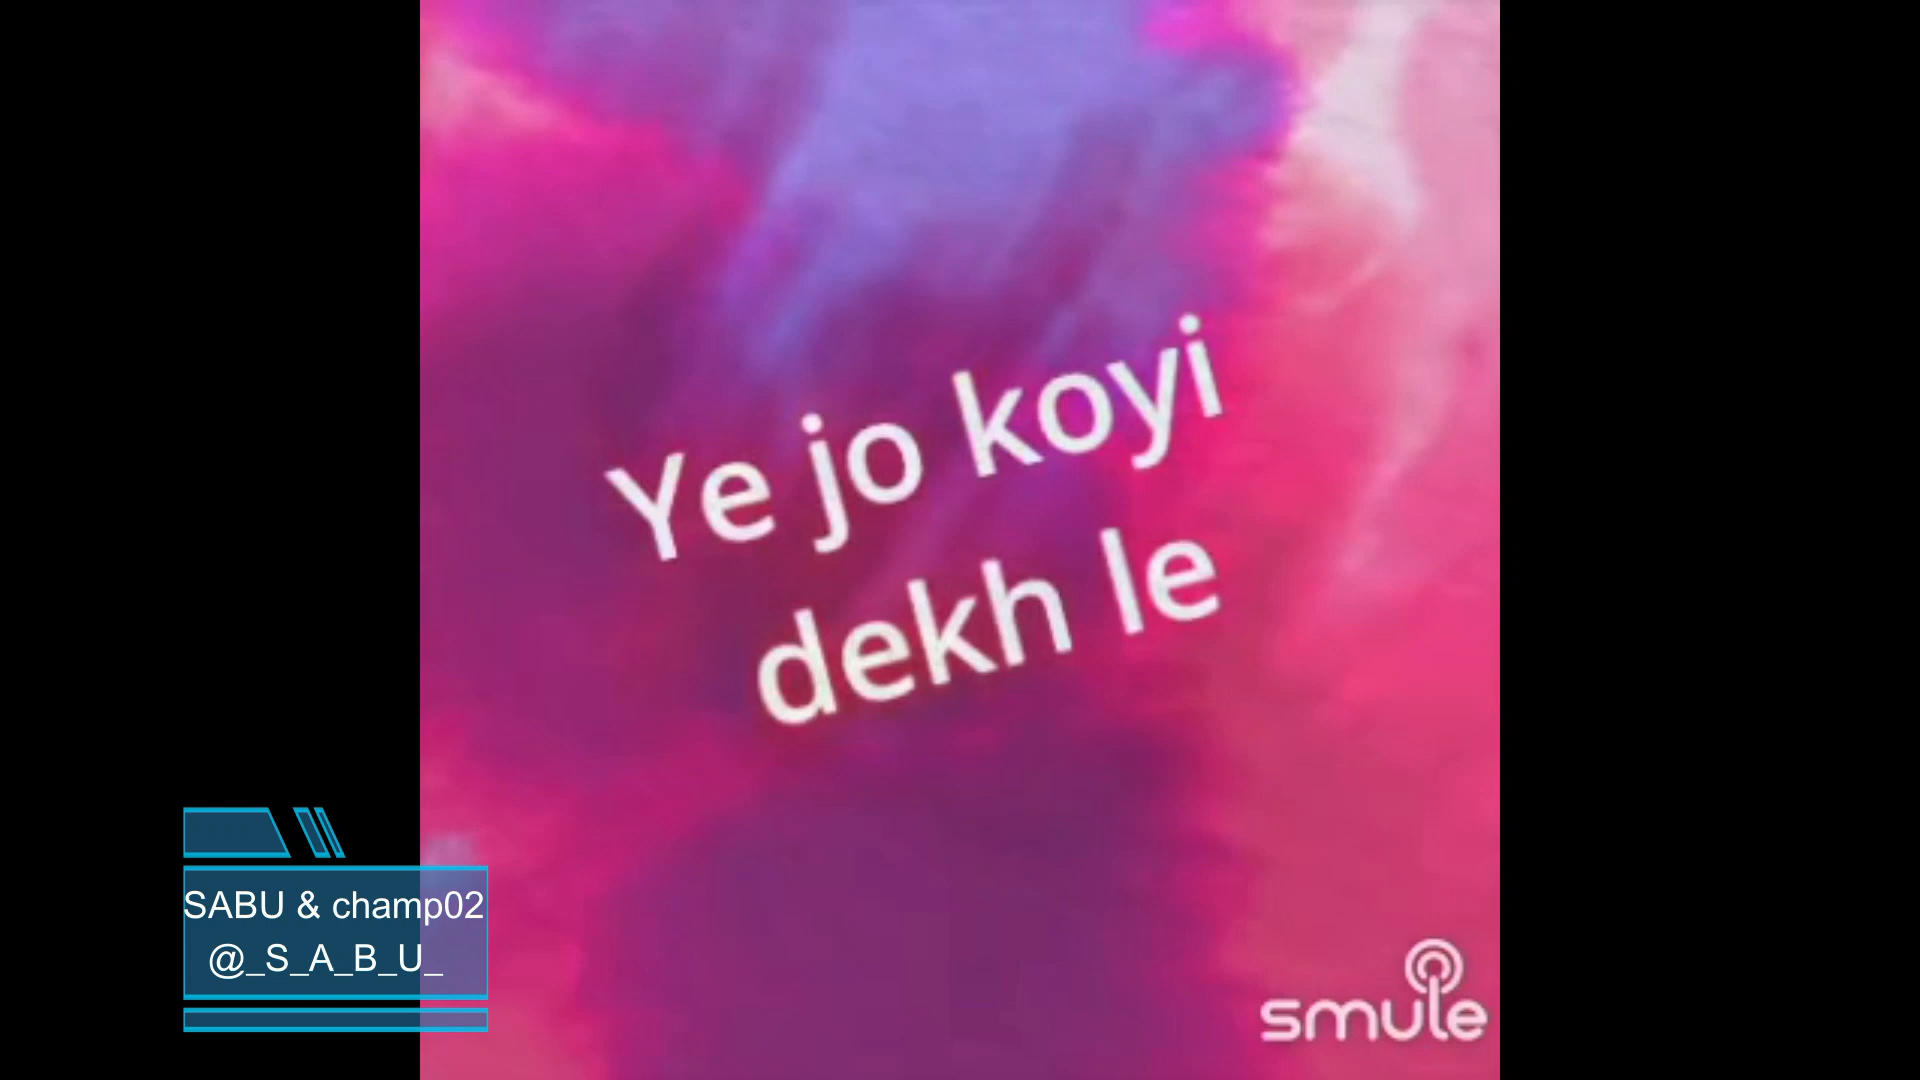 Ye jo koyi
dekh le
SABU & champ02
@_S_A_B_U_
smule